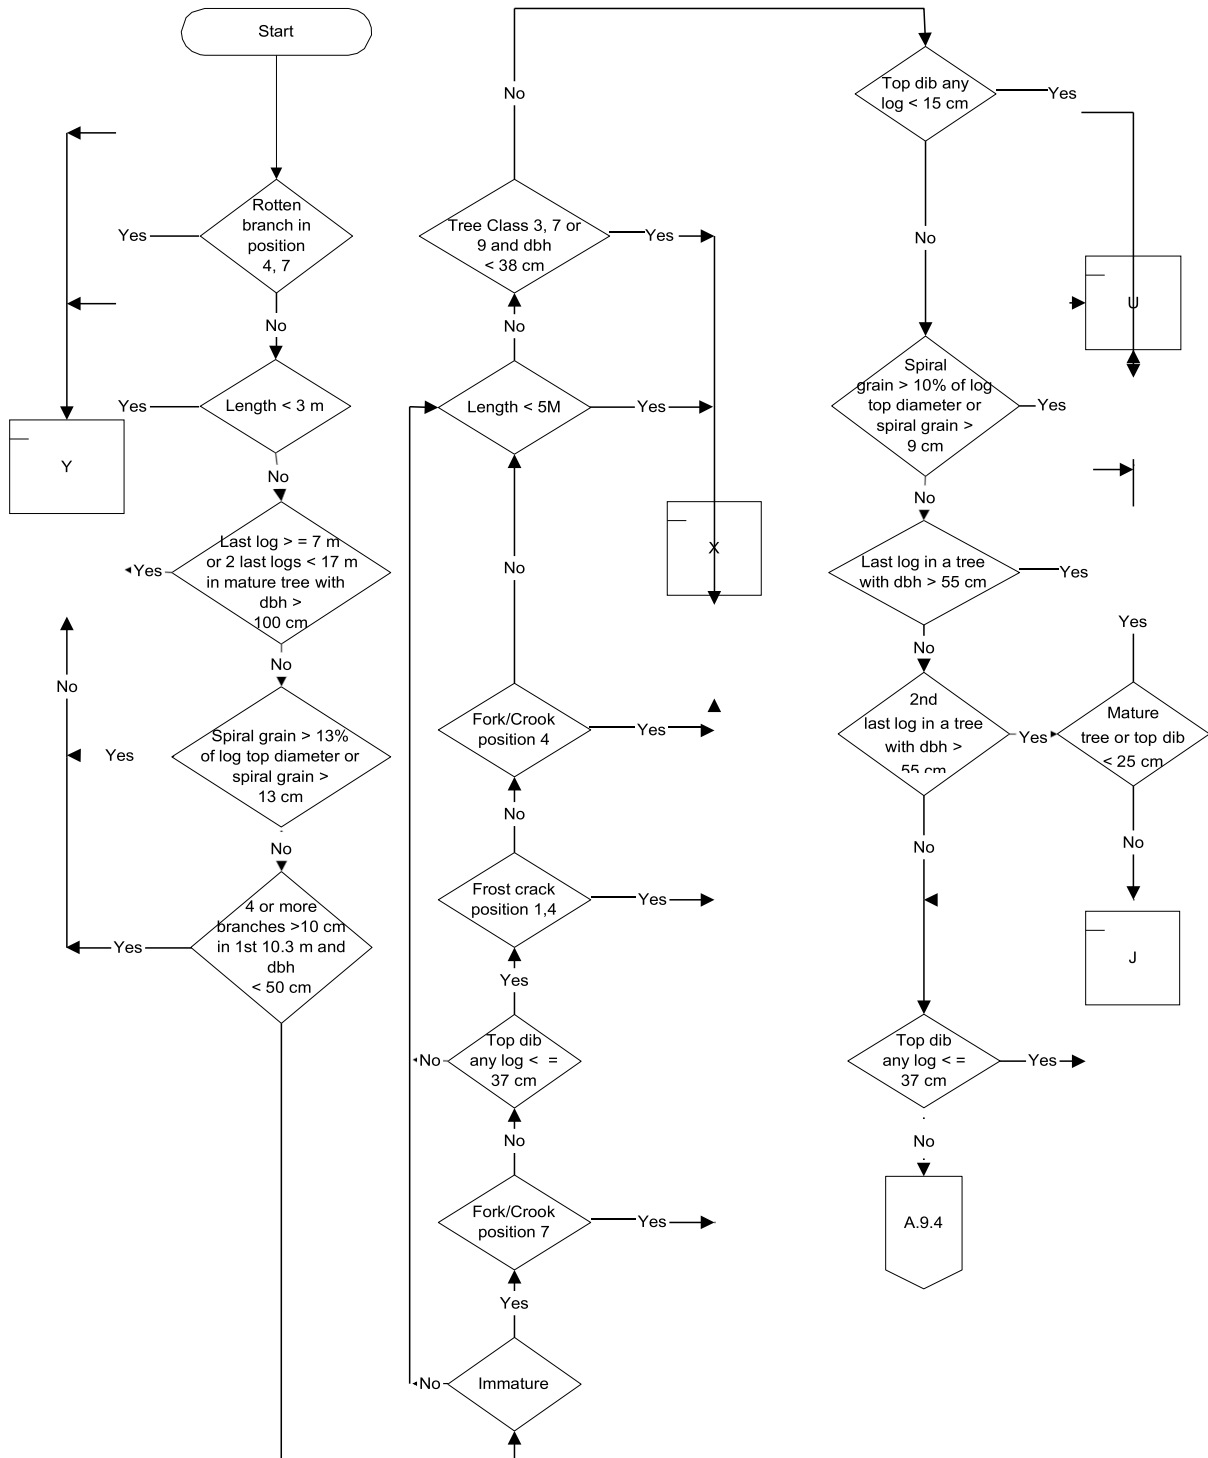 Start
Rotten
branch in
position
4, 7
Yes
No
Length < 3 m
Yes
No
Y
Last log > = 7 m
or 2 last logs < 17 m
in mature tree with
dbh >
100 cm
Yes
No
No
Spiral grain > 13%
of log top diameter or
spiral grain >
13 cm
Yes
No
4 or more
branches >10 cm
in 1st 10.3 m and
dbh
< 50 cm
Yes
No
Tree Class 3, 7 or
9 and dbh
< 38 cm
Yes
No
Length < 5M
Yes
X
No
Fork/Crook
position 4
Yes
No
Frost crack
position 1,4
Yes
Yes
Top dib
any log < =
37 cm
No
No
Fork/Crook
position 7
Yes
Yes
Immature
No
Top dib any
log < 15 cm
Yes
No
U
Spiral
grain > 10% of log
top diameter or
spiral grain >
9 cm
Yes
No
Last log in a tree
with dbh > 55 cm
Yes
No
2nd
last log in a tree
with dbh >
55 cm
Yes
Yes
Mature
tree or top dib
< 25 cm
No
No
J
Top dib
any log < =
37 cm
Yes
No
A.9.4